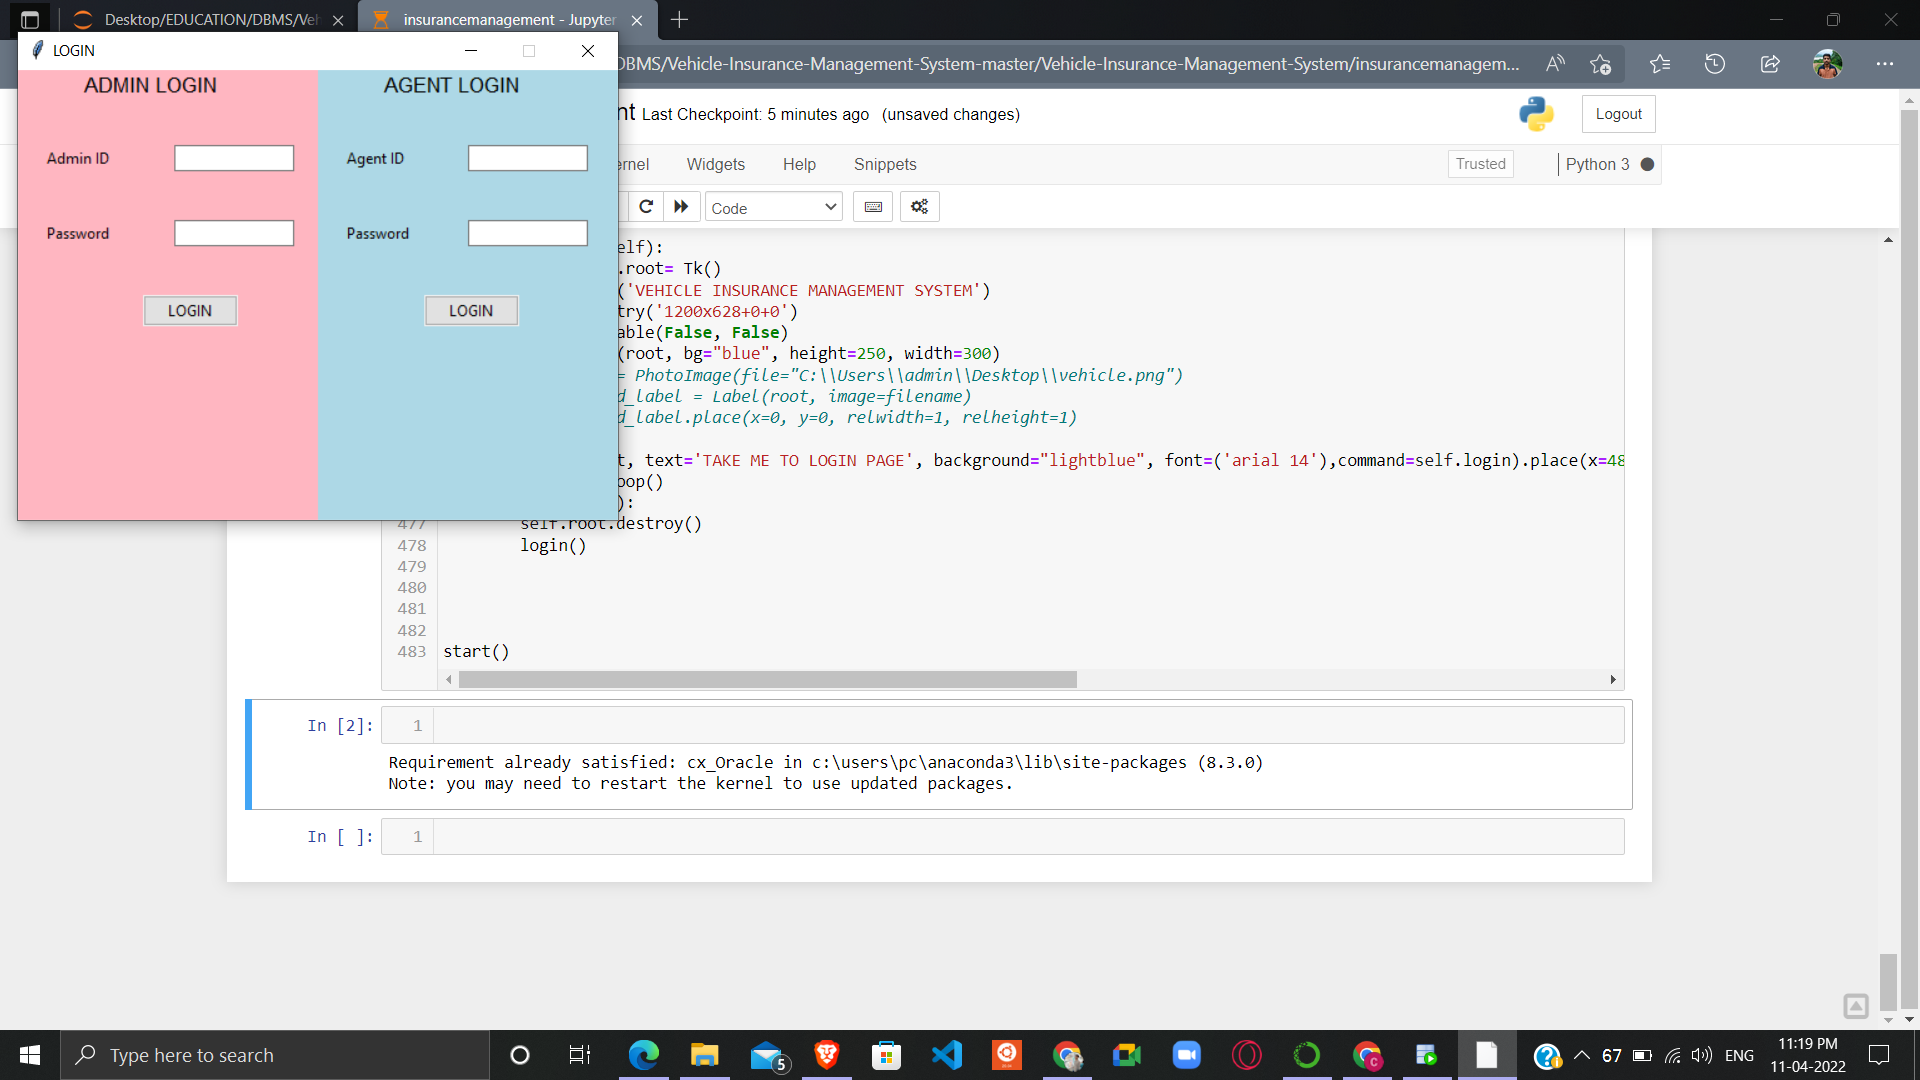 Desktop/EDUCATION/DBMS/Veh
insurancemanagement - Jupyter
LOGIN
DBMS/Vehicle-Insurance-Management-System-master/Vehicle-Insurance-Management-System/insurancemanagem...
ADMIN LOGIN
AGENT LOGIN
nt Last Checkpoint: 5 minutes ago (unsaved changes)
Logout
Admin ID
Agent ID
ernel
Widgets
Help
Snippets
Trusted
Python 3
Code
Password
Password
elf):
.root= Tk()
('VEHICLE INSURANCE MANAGEMENT SYSTEM')
try('1200x628+0+0')
LOGIN
LOGIN
able(False, False)
(root, bg="blue", height=250, width=300)
= PhotoImage(file="C:\\Users\\admin\\Desktop\\vehicle.png")
d_label = Label(root, image=filename)
d_label.place(x=0, y=0, relwidth=1, relheight=1)
t, text='TAKE ME TO LOGIN PAGE', background="lightblue", font=('arial 14'),command=self.login).place(x=48
oop()
):
477 self.root.destroy()
478 login()
479
480
481
482
483 start()
In [2]: 1
Requirement already satisfied: cx_Oracle in c:\users\pc\anaconda3\lib\site-packages (8.3.0)
Note: you may need to restart the kernel to use updated packages.
In [ ]: 1
Type here to search
5
67
ENG
11:19 PM
11-04-2022